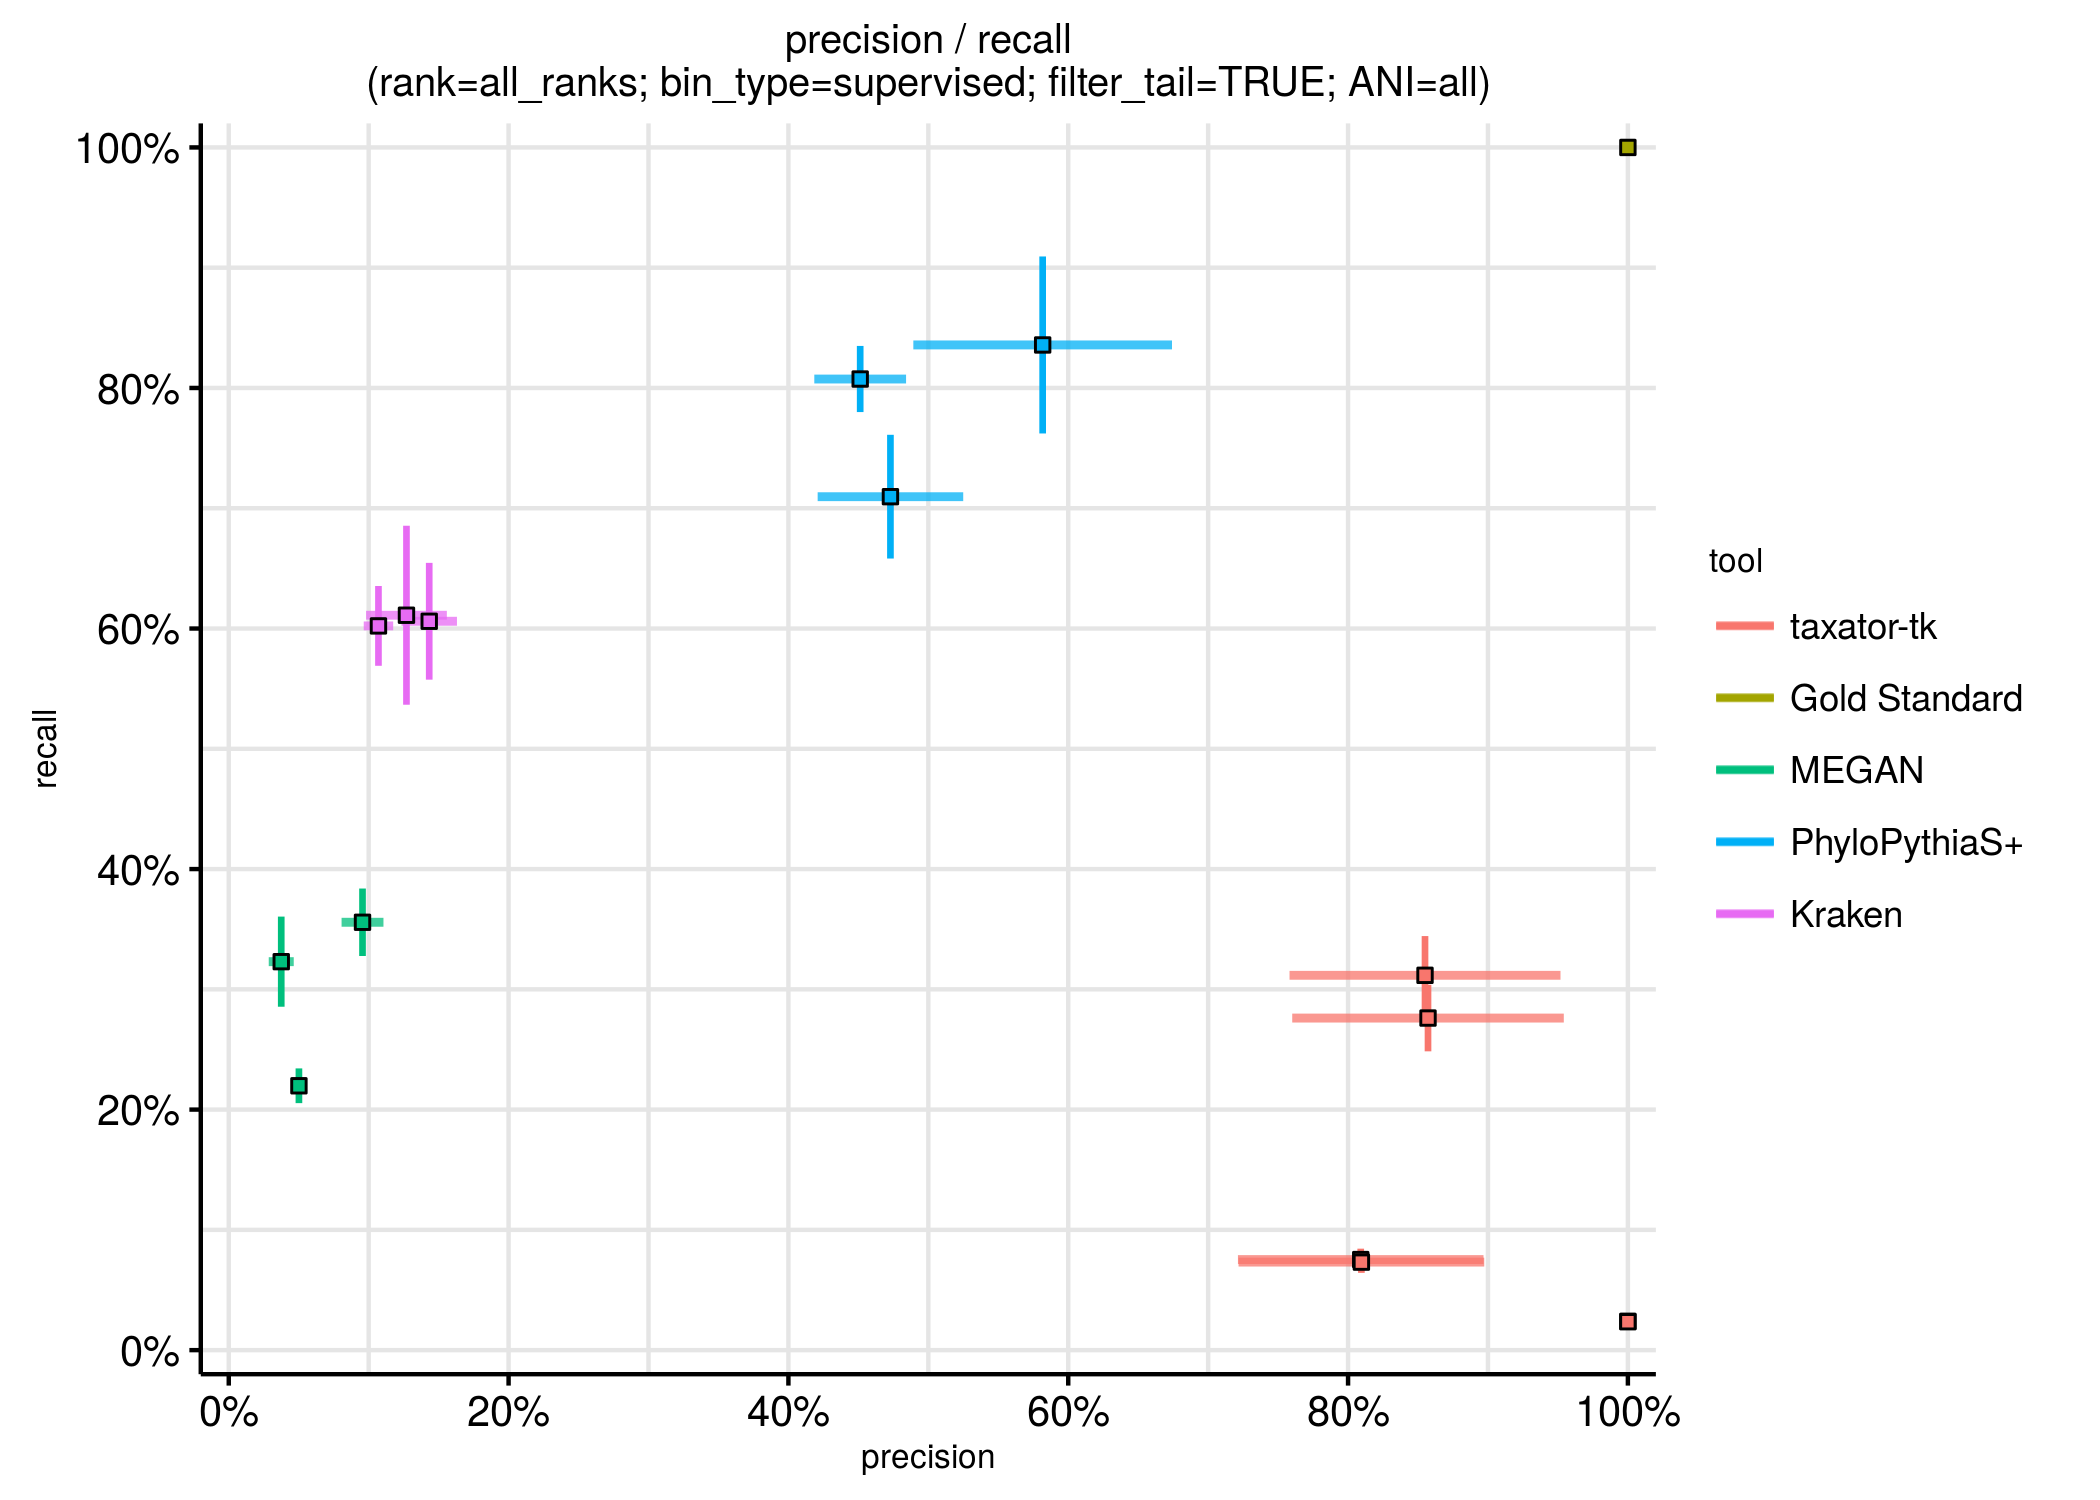 precision / recall
(rank=all_ranks; bin_type=supervised; filter_tail=TRUE; ANI=all)
100%
80%
60%
40%
20%
0%
recall
0%
20%
40%
60%
80%
100%
precision
tool
taxator-tk
Gold Standard
MEGAN
PhyloPythiaS+
Kraken